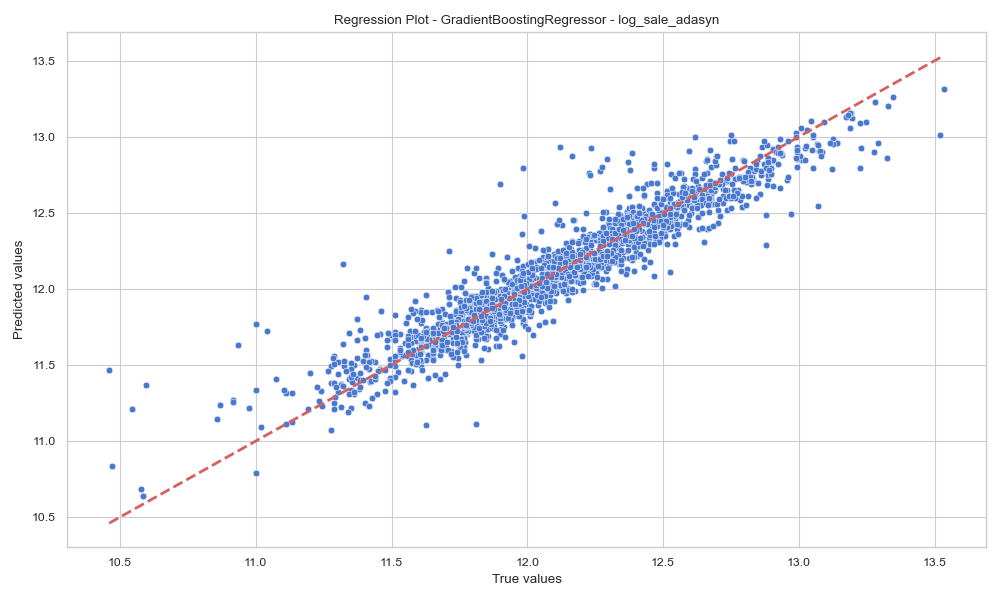 Regression Plot - GradientBoostingRegressor - log_sale_adasyn
Predicted values
13.5
13.0
12.5
12.0
11.5
11.0
10.5
10.5 11.0 11.5 12.0 12.5 13.0 13.5
True values